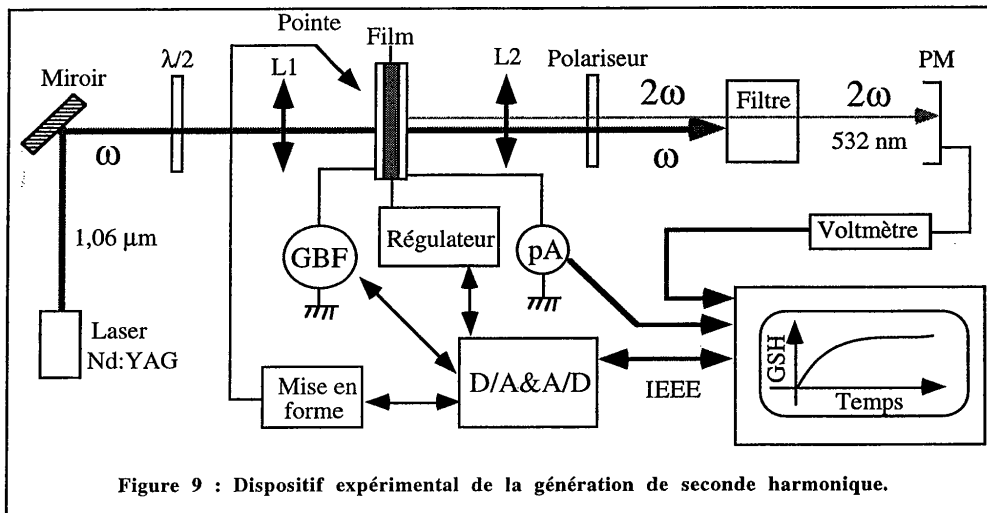 Pointe
Film
Miroir
λ/2
L1
L2
Polariseur
PM
2ω
Filtre
2ω
ω
ω
532 nm
1,06 µm
Régulateur
Voltmètre
GBF
pA
Laser
Nd:YAG
Mise en
forme
D/A&A/D
IEEE
GSH
Temps
Figure 9 : Dispositif expérimental de la génération de seconde harmonique.